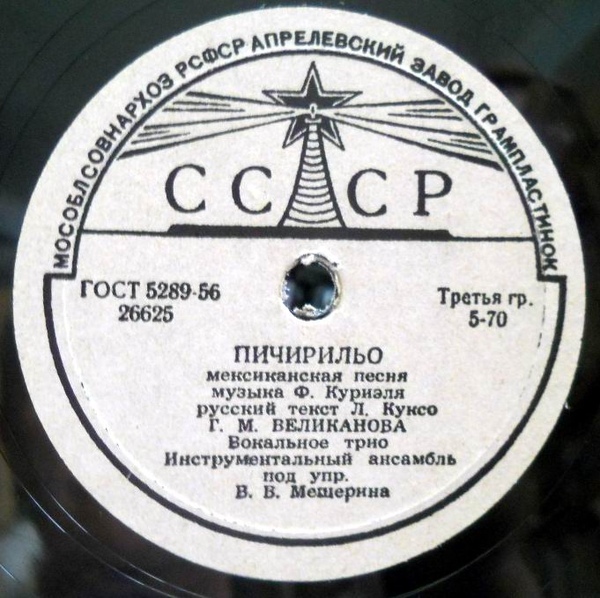 МОСОБЛСОВНАРХОЗ РСФСР АПРЕЛЕВСКИЙ ЗАВОД ГРАМПЛАСТИНОК
СССР
ГОСТ 5289-56
26625
Третья гр.
5-70
ПИЧИРИЛЬО
мексиканская песня
музыка Ф. Куриэля
русский текст Л. Куксо
Г. М. ВЕЛИКАНОВА
Вокальное трио
Инструментальный ансамбль
под упр.
В. В. Мещерина